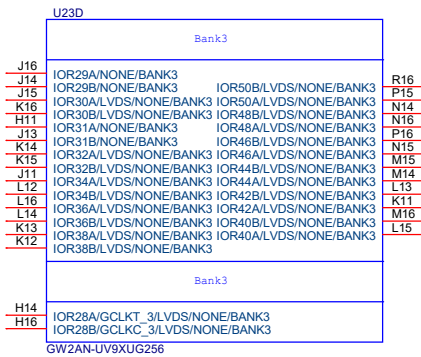 U23D
Bank3
J16 IOR29A/NONE/BANK3
J14 IOR29B/NONE/BANK3 IOR50B/LVDS/NONE/BANK3 R16
J15 IOR30A/LVDS/NONE/BANK3 IOR50A/LVDS/NONE/BANK3 P15
K16 IOR30B/LVDS/NONE/BANK3 IOR48B/LVDS/NONE/BANK3 N14
H11 IOR31A/NONE/BANK3 IOR48A/LVDS/NONE/BANK3 N16
J13 IOR31B/NONE/BANK3 IOR46B/LVDS/NONE/BANK3 P16
K14 IOR32A/LVDS/NONE/BANK3 IOR46A/LVDS/NONE/BANK3 N15
K15 IOR32B/LVDS/NONE/BANK3 IOR44B/LVDS/NONE/BANK3 M15
J11 IOR34A/LVDS/NONE/BANK3 IOR44A/LVDS/NONE/BANK3 M14
L12 IOR34B/LVDS/NONE/BANK3 IOR42B/LVDS/NONE/BANK3 L13
L16 IOR36A/LVDS/NONE/BANK3 IOR42A/LVDS/NONE/BANK3 K11
L14 IOR36B/LVDS/NONE/BANK3 IOR40B/LVDS/NONE/BANK3 M16
K13 IOR38A/LVDS/NONE/BANK3 IOR40A/LVDS/NONE/BANK3 L15
K12 IOR38B/LVDS/NONE/BANK3
Bank3
H14 IOR28A/GCLKT_3/LVDS/NONE/BANK3
H16 IOR28B/GCLKC_3/LVDS/NONE/BANK3
GW2AN-UV9XUG256